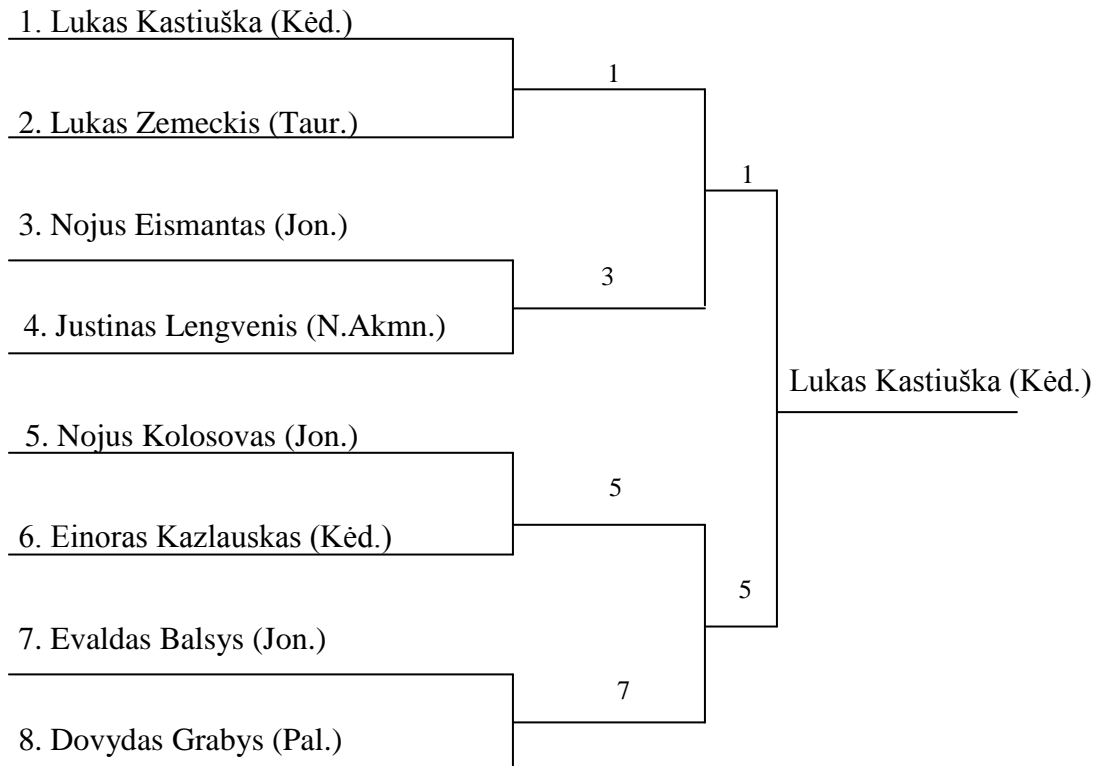 1. Lukas Kastiuška (Kėd.)
1
2. Lukas Zemeckis (Taur.)
1
3. Nojus Eismantas (Jon.)
3
4. Justinas Lengvenis (N.Akmn.)
Lukas Kastiuška (Kėd.)
5. Nojus Kolosovas (Jon.)
5
6. Einoras Kazlauskas (Kėd.)
5
7. Evaldas Balsys (Jon.)
7
8. Dovydas Grabys (Pal.)